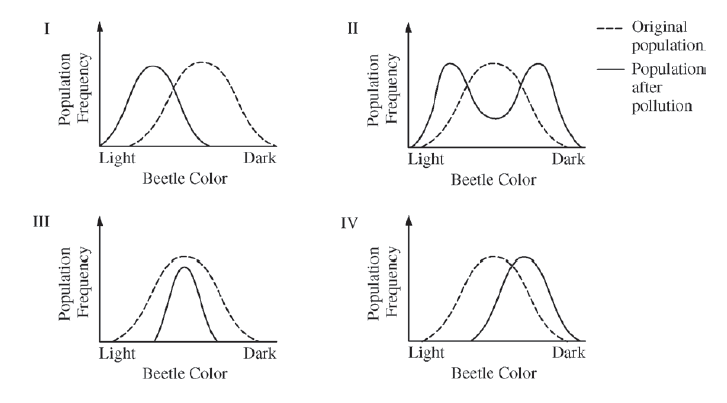 I
Population
Frequency
Light Dark
Beetle Color
II
Population
Frequency
Light Dark
Beetle Color
Original
population
Population
after
pollution
III
Population
Frequency
Light Dark
Beetle Color
IV
Population
Frequency
Light Dark
Beetle Color